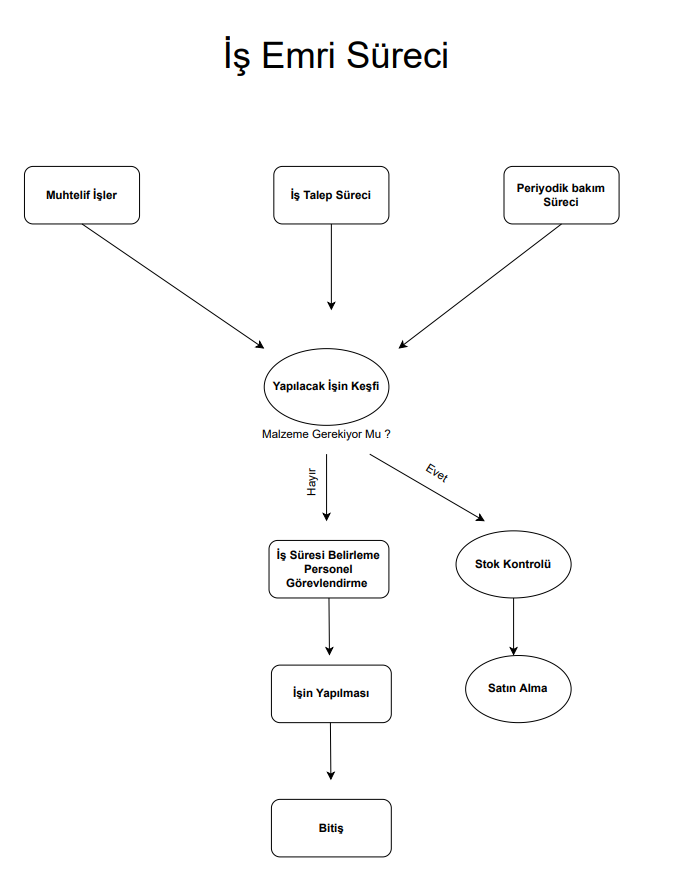 İş Emri Süreci
Muhtelif İşler
İş Talep Süreci
Periyodik bakım
Süreci
Yapılacak İşin Keşfi
Malzeme Gerekiyor Mu ?
Hayır
Evet
İş Süresi Belirleme
Personel
Görevlendirme
Stok Kontrolü
İşin Yapılması
Satın Alma
Bitiş